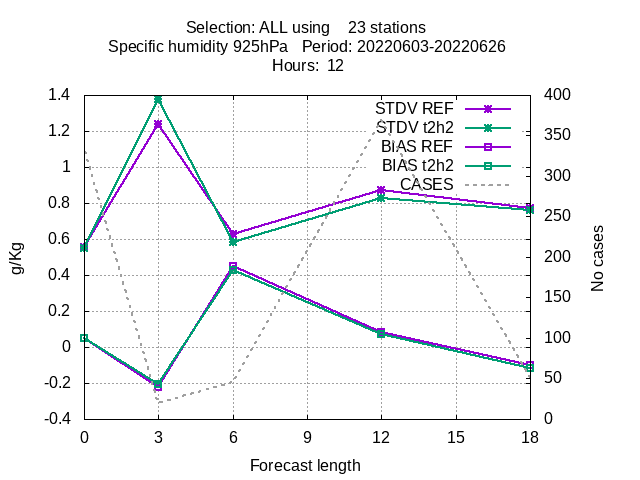 Selection: ALL using    23 stations
Specific humidity 925hPa   Period: 20220603-20220626
Hours:  12
1.4
1.2
1
0.8
0.6
0.4
0.2
0
-0.2
-0.4
g/Kg
STDV REF
STDV t2h2
BIAS REF
BIAS t2h2
CASES
400
350
300
250
200
150
100
50
0
No cases
0 3 6 9 12 15 18
Forecast length